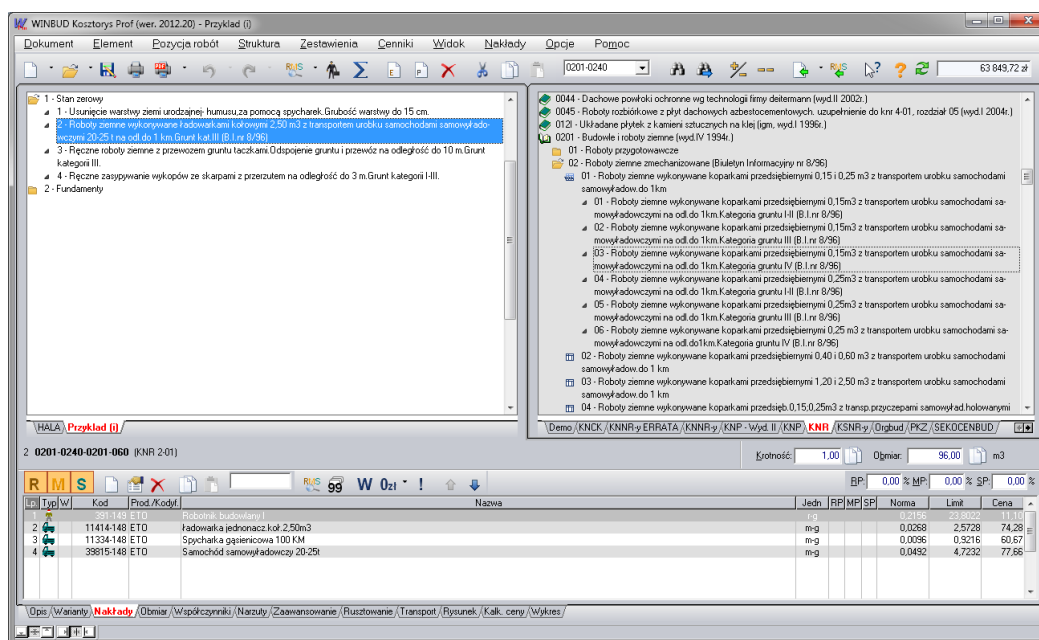 WINBUD Kosztorys Prof (wer. 2012.20) - Przyklad (i)
Dokument Element Pozycja robót Struktura Zestawienia Cenniki Widok Nakłady Opcje Pomoc
0201-0240 63 849,72 zł
1 - Stan zerowy
1 - Usunięcie warstwy ziemi urodzajnej- humusu,za pomocą spycharek.Grubość warstwy do 15 cm.
2 - Roboty ziemne wykonywane ładowarkami kołowymi 2,50 m3 z transportem urobku samochodami samowyłado-
wczymi 20-25 t na odl.do 1 km.Grunt kat.III (B.I.nr 8/96)
3 - Ręczne roboty ziemne z przewozem gruntu taczkami.Odspojenie gruntu i przewóz na odległość do 10 m.Grunt
kategorii III.
4 - Ręczne zasypywanie wykopów ze skarpami z przerzutem na odległość do 3 m.Grunt kategorii I-III.
2 - Fundamenty
HALA Przyklad (i)
0044 - Dachowe powłoki ochronne wg technologii firmy deitermann (wyd.II 2002r.)
0045 - Roboty rozbiórkowe z płyt dachowych azbestocementowych. uzupełnienie do knr 4-01, rozdział 05 (wyd.I 2004r.)
012I - Układane płytek z kamieni sztucznych na klej (igm, wyd.I 1996r.)
0201 - Budowle i roboty ziemne (wyd.IV 1994r.)
01 - Roboty przygotowawcze
02 - Roboty ziemne zmechanizowane (Biuletyn Informacyjny nr 8/96)
01 - Roboty ziemne wykonywane koparkami przedsiębiernymi 0,15 i 0,25 m3 z transportem urobku samochodami
samowyładow.do 1km
01 - Roboty ziemne wykonywane koparkami przedsiębiernymi 0,15m3 z transportem urobku samochodami sa-
mowyładowczymi na odl.do 1km.Kategoria gruntu I-II (B.I.nr 8/96)
02 - Roboty ziemne wykonywane koparkami przedsiębiernymi 0,15m3 z transportem urobku samochodami sa-
mowyładowczymi na odl.do 1km.Kategoria gruntu III (B.I.nr 8/96)
03 - Roboty ziemne wykonywane koparkami przedsiębiernymi 0,15m3 z transportem urobku samochodami sa-
mowyładowczymi na odl.do 1km.Kategoria gruntu IV (B.I.nr 8/96)
04 - Roboty ziemne wykonywane koparkami przedsiębiernymi 0,25m3 z transportem urobku samochodami sa-
mowyładowczymi na odl.do 1km.Kategoria gruntu I-II (B.I.nr 8/96)
05 - Roboty ziemne wykonywane koparkami przedsiębiernymi 0,25m3 z transportem urobku samochodami sa-
mowyładowczymi na odl.do 1km.Kategoria gruntu III (B.I.nr 8/96)
06 - Roboty ziemne wykonywane koparkami przedsiębiernymi 0,25 m3 z transportem urobku samochodami sa-
mowyładowczymi na odl.do1km.Kategoria gruntu IV (B.I.nr 8/96)
02 - Roboty ziemne wykonywane koparkami przedsiębiernymi 0,40 i 0,60 m3 z transportem urobku samochodami
samowyładow.do 1 km
03 - Roboty ziemne wykonywane koparkami przedsiębiernymi 1,20 i 2,50 m3 z transportem urobku samochodami
samowyładow.do 1 km
04 - Roboty ziemne wykonywane koparkami przedsięb.0,15;0,25m3 z transp.przyczepami samowyład.holowanymi
Demo KNCK KNNR-y ERRATA KNNR-y KNP - Wyd. II KNP KNR KSNR-y Orgbud PKZ SEKOCENBUD
2 0201-0240-0201-060 (KNR 2-01) Krotność: 1,00 Obmiar: 96,00 m3
R M S RMS 99 W 0zł ! RP: 0,00 % MP: 0,00 % SP: 0,00 %
Lp. Typ W Kod Prod./Kodyf. Nazwa Jedn RP MP SP Norma Limit Cena
1 391-149 ETO Robotnik budowlany I r-g 0,2156 23,8022 11,10
2 11414-148 ETO Ładowarka jednonacz.koł.2,50m3 m-g 0,0268 2,5728 74,28
3 11334-148 ETO Spycharka gąsienicowa 100 KM m-g 0,0096 0,9216 60,67
4 39815-148 ETO Samochód samowyładowczy 20-25t m-g 0,0492 4,7232 77,66
Opis Warianty Nakłady Obmiar Współczynniki Narzuty Zaawansowanie Rusztowanie Transport Rysunek Kalk. ceny Wykres